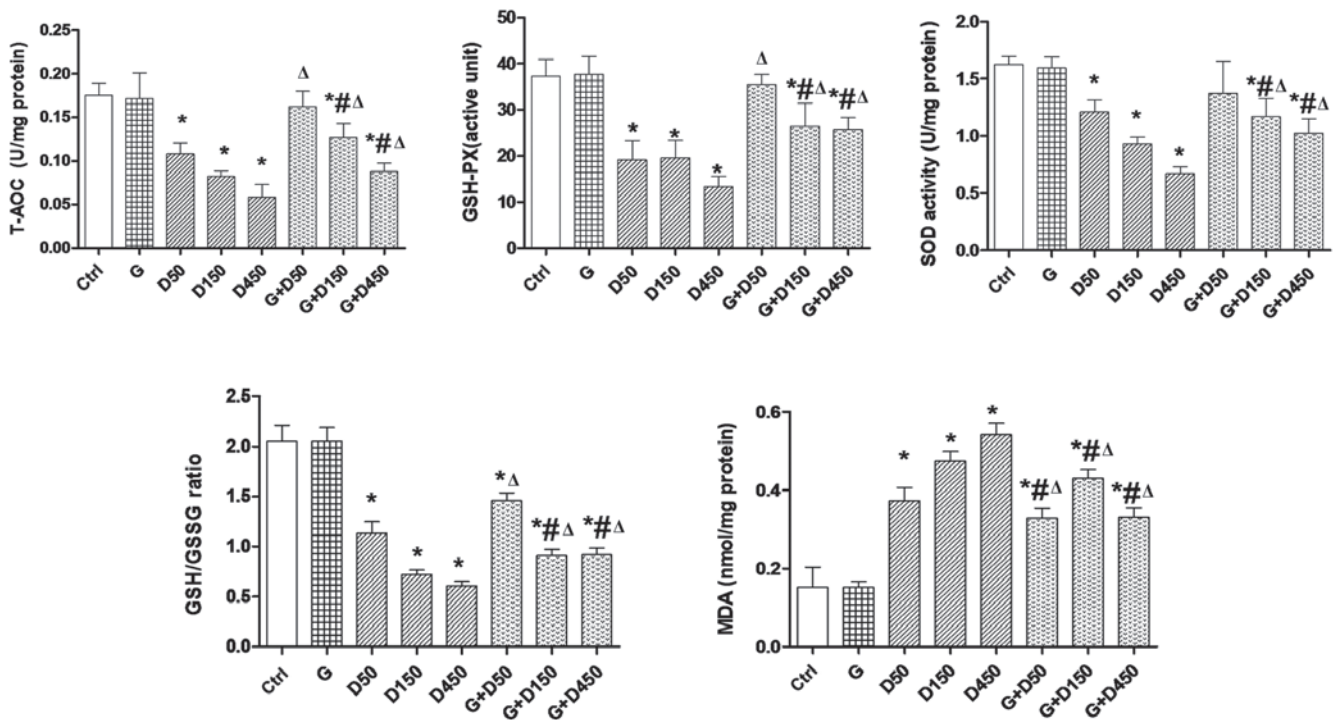 T-AOC (U/mg protein)
0.25
0.20
0.15
0.10
0.05
0.00
*
*
*
Δ
*#Δ
*#Δ
Ctrl
G
D50
D150
D450
G+D50
G+D150
G+D450
GSH-PX(active unit)
50
40
30
20
10
0
*
*
*
Δ
*#Δ
*#Δ
Ctrl
G
D50
D150
D450
G+D50
G+D150
G+D450
SOD activity (U/mg protein)
2.0
1.5
1.0
0.5
0.0
*
*
*
*#Δ
*#Δ
Ctrl
G
D50
D150
D450
G+D50
G+D150
G+D450
GSH/GSSG ratio
2.5
2.0
1.5
1.0
0.5
0.0
*
*
*
*Δ
*#Δ
*#Δ
Ctrl
G
D50
D150
D450
G+D50
G+D150
G+D450
MDA (nmol/mg protein)
0.6
0.4
0.2
0.0
*
*
*
*#Δ
*#Δ
*#Δ
Ctrl
G
D50
D150
D450
G+D50
G+D150
G+D450